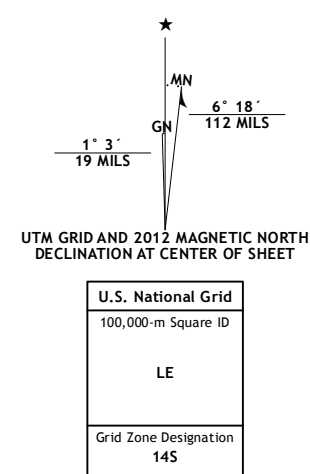 ★
MN
GN
6° 18´
112 MILS
1° 3´
19 MILS
UTM GRID AND 2012 MAGNETIC NORTH
DECLINATION AT CENTER OF SHEET
U.S. National Grid
100,000-m Square ID
LE
Grid Zone Designation
14S